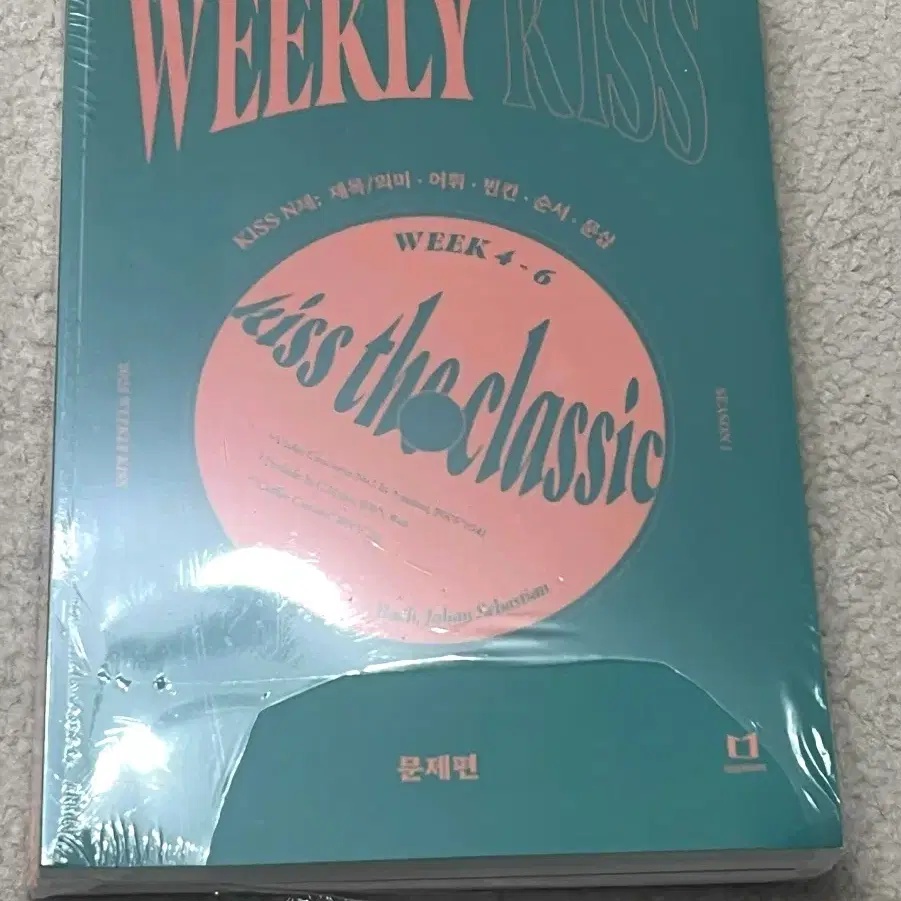 WEEKLY KISS
KISS N제: 제목/의미 · 어휘 · 빈칸 · 순서 · 문삽
WEEK 4 - 6
kiss the classic
SEASON 1
Bach, Johan Sebastian
문제편